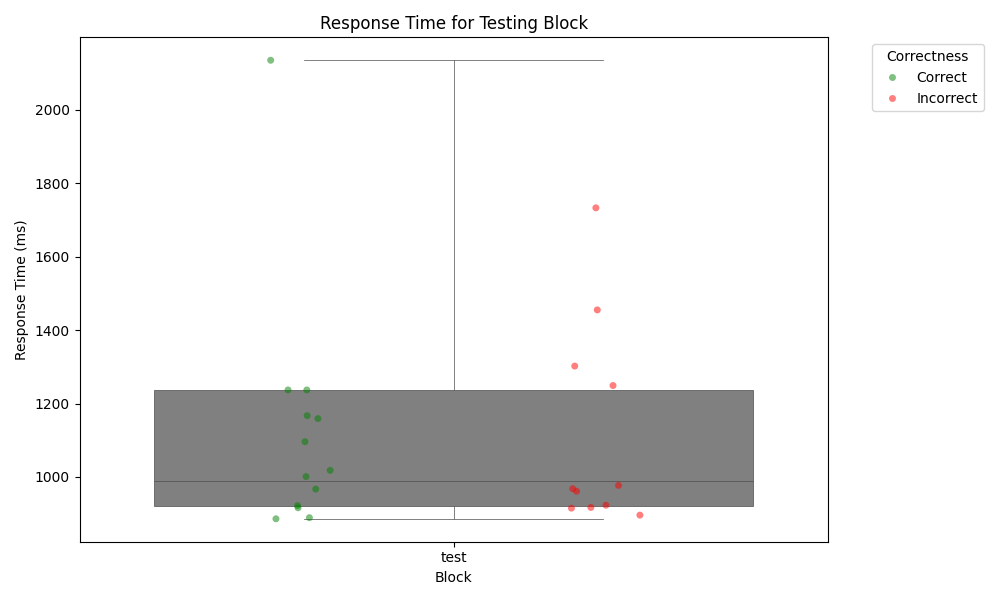 Response Time for Testing Block
Correctness
Correct
Incorrect
2000
1800
1600
1400
1200
1000
Response Time (ms)
test
Block